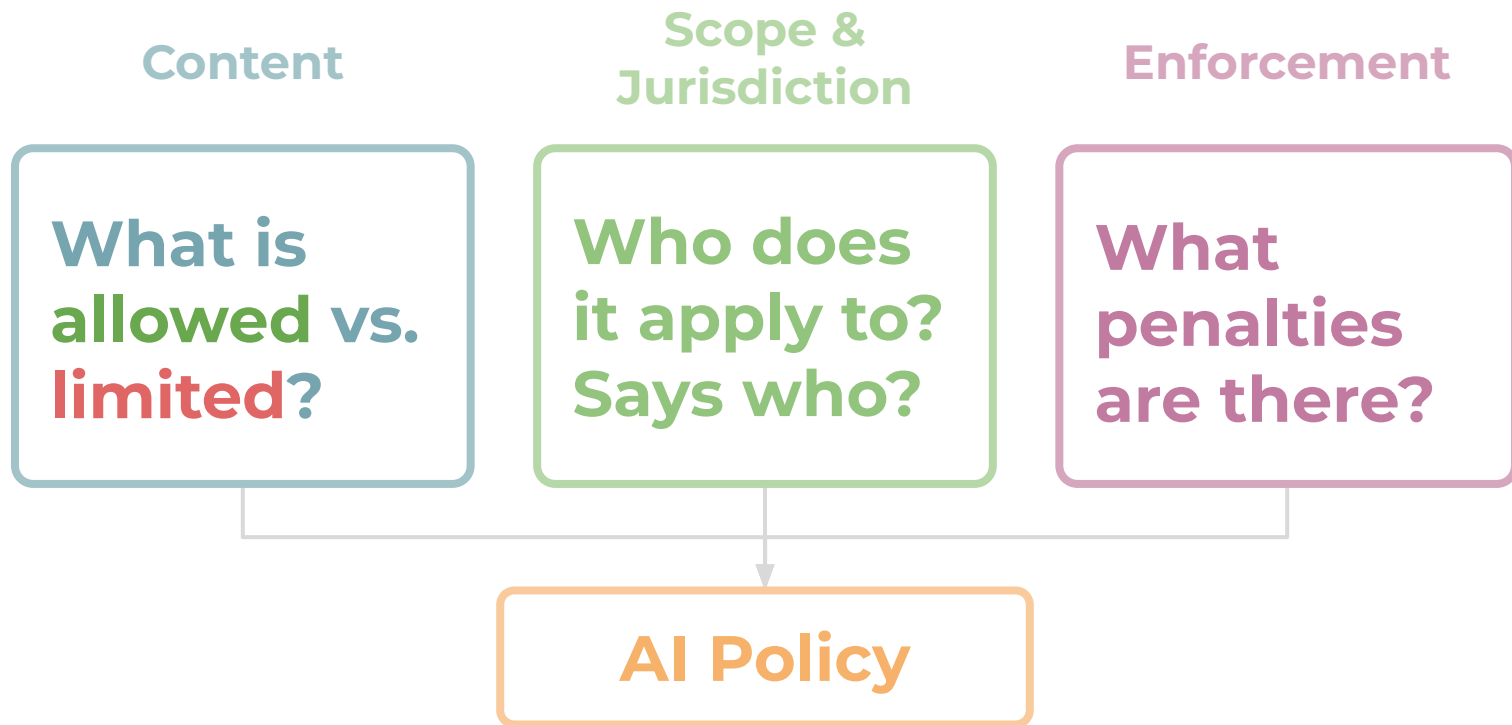 Content
Scope &
Jurisdiction
Enforcement
What is
allowed vs.
limited?
Who does
it apply to?
Says who?
What
penalties
are there?
AI Policy